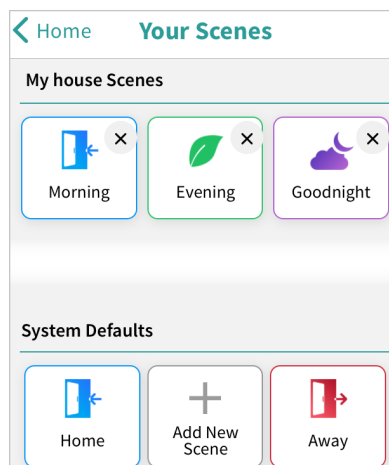 Home Your Scenes
My house Scenes
Morning Evening Goodnight
System Defaults
Home Add New Scene Away